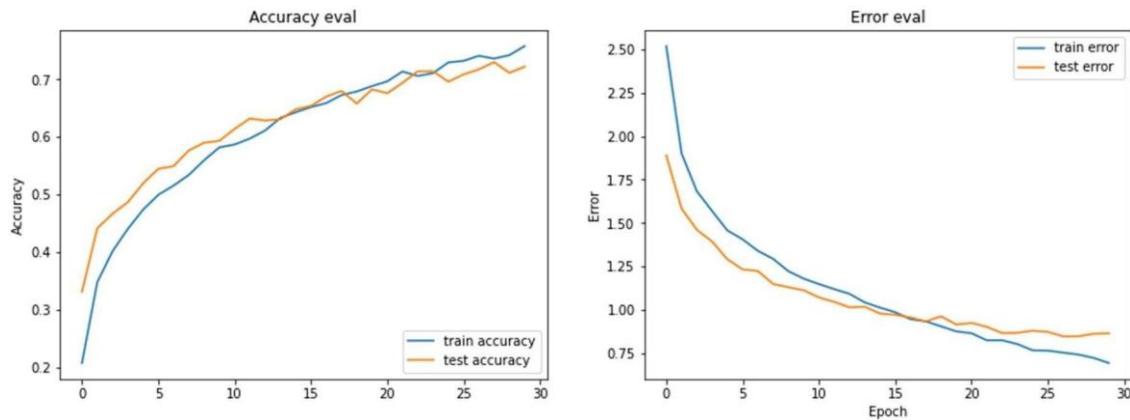 Accuracy eval
Accuracy
0.7
0.6
0.5
0.4
0.3
0.2
train accuracy
test accuracy
0 5 10 15 20 25 30
Error eval
Error
2.50
2.25
2.00
1.75
1.50
1.25
1.00
0.75
train error
test error
0 5 10 15 20 25 30
Epoch